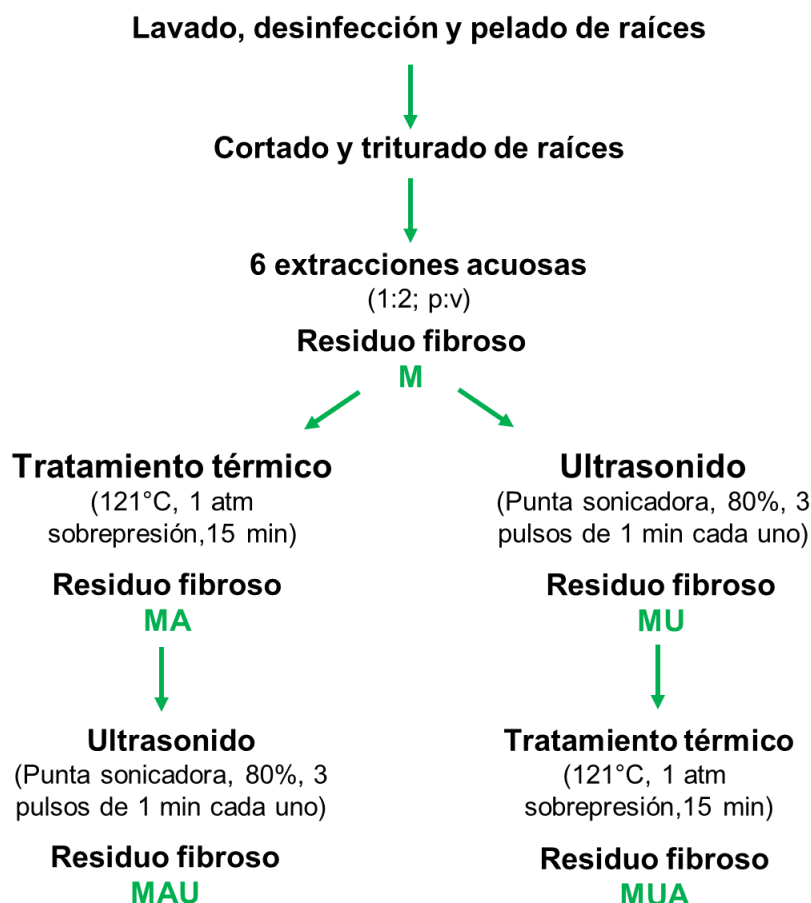 Lavado, desinfección y pelado de raíces
Cortado y triturado de raíces
6 extracciones acuosas
(1:2; p:v)
Residuo fibroso
M
Tratamiento térmico
(121°C, 1 atm
sobrepresión,15 min)
Residuo fibroso
MA
Ultrasonido
(Punta sonicadora, 80%, 3
pulsos de 1 min cada uno)
Residuo fibroso
MAU
Ultrasonido
(Punta sonicadora, 80%, 3
pulsos de 1 min cada uno)
Residuo fibroso
MU
Tratamiento térmico
(121°C, 1 atm
sobrepresión,15 min)
Residuo fibroso
MUA